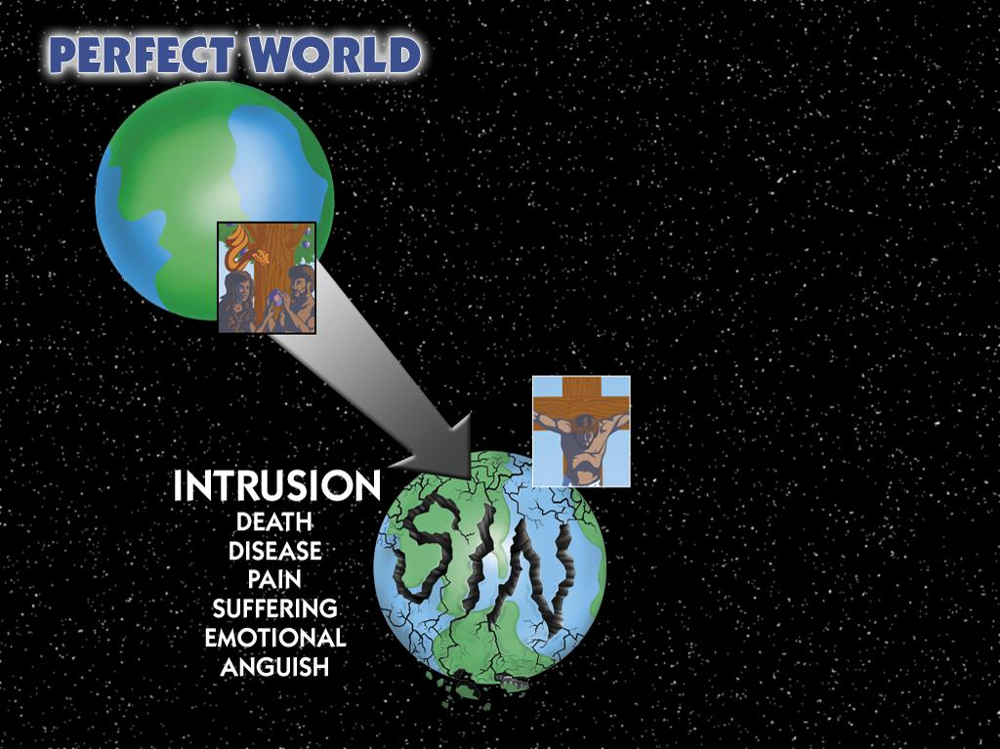 PERFECT WORLD
INTRUSION
DEATH
DISEASE
PAIN
SUFFERING
EMOTIONAL
ANGUISH
SIN